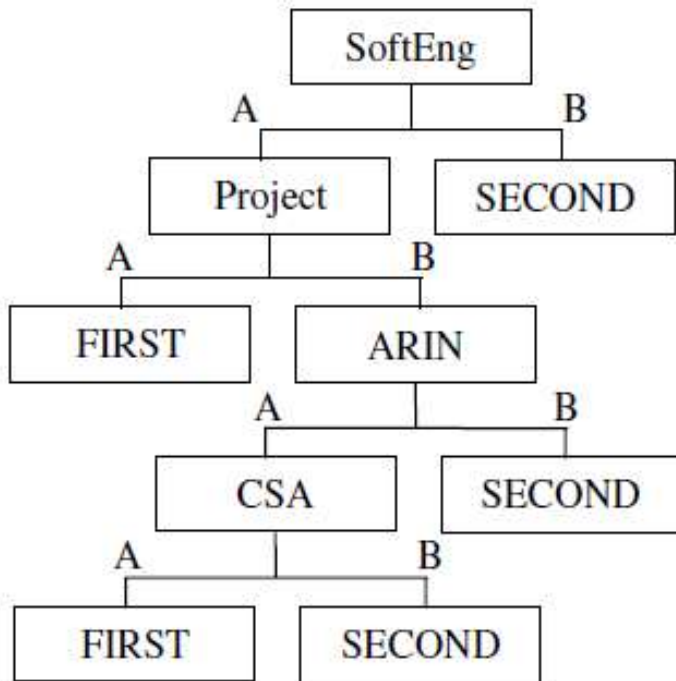 SoftEng
A B
Project SECOND
A B
FIRST ARIN
A B
CSA SECOND
A B
FIRST SECOND